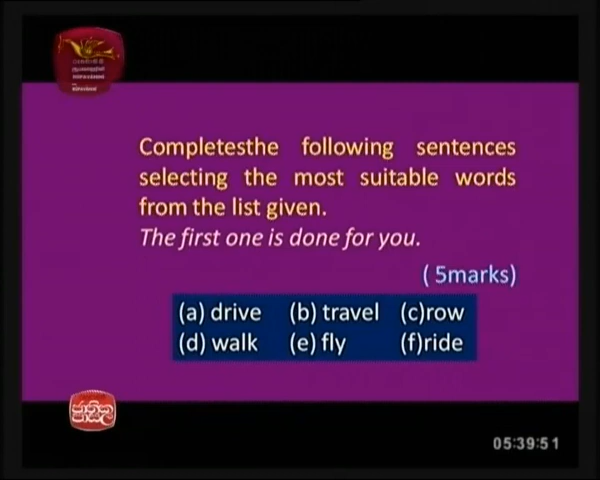 Completesthe following sentences
selecting the most suitable words
from the list given.
The first one is done for you.
( 5marks)
(a) drive (b) travel (c)row
(d) walk (e) fly (f)ride
ජාතික
පාසල
05:39:51